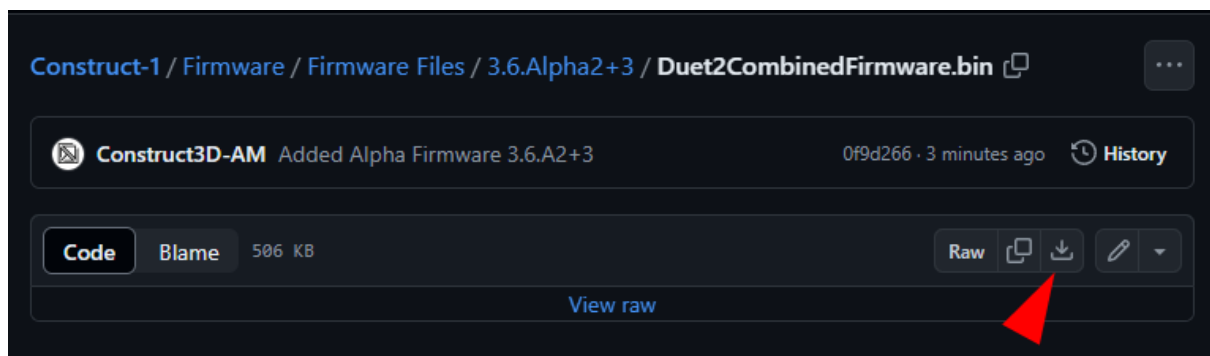 Construct-1 / Firmware / Firmware Files / 3.6.Alpha2+3 / Duet2CombinedFirmware.bin
Construct3D-AM Added Alpha Firmware 3.6.A2+3 0f9d266 · 3 minutes ago History
Code Blame 506 KB Raw
View raw